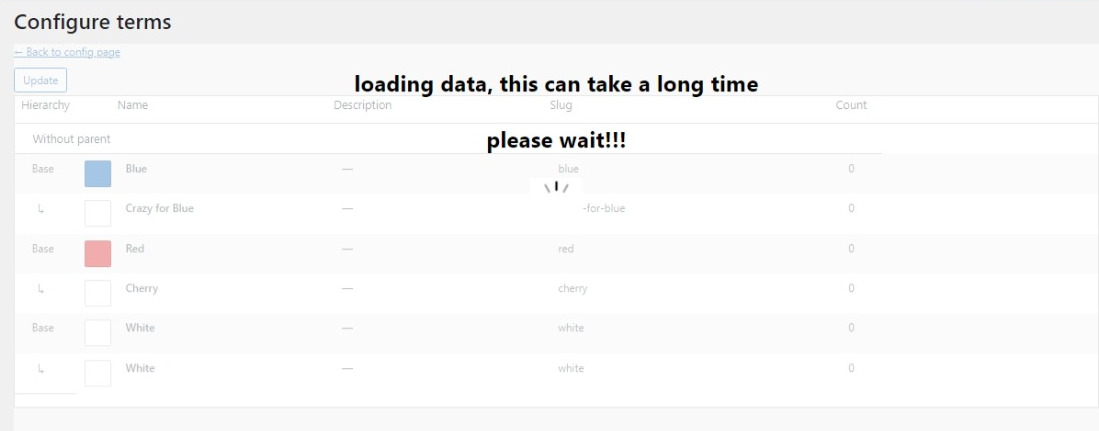 Configure terms
← Back to config page
Update
loading data, this can take a long time
Hierarchy Name Description Slug Count
Without parent
please wait!!!
Base Blue — blue 0
↳ Crazy for Blue — -for-blue 0
Base Red — red 0
↳ Cherry — cherry 0
Base White — white 0
↳ White — white 0